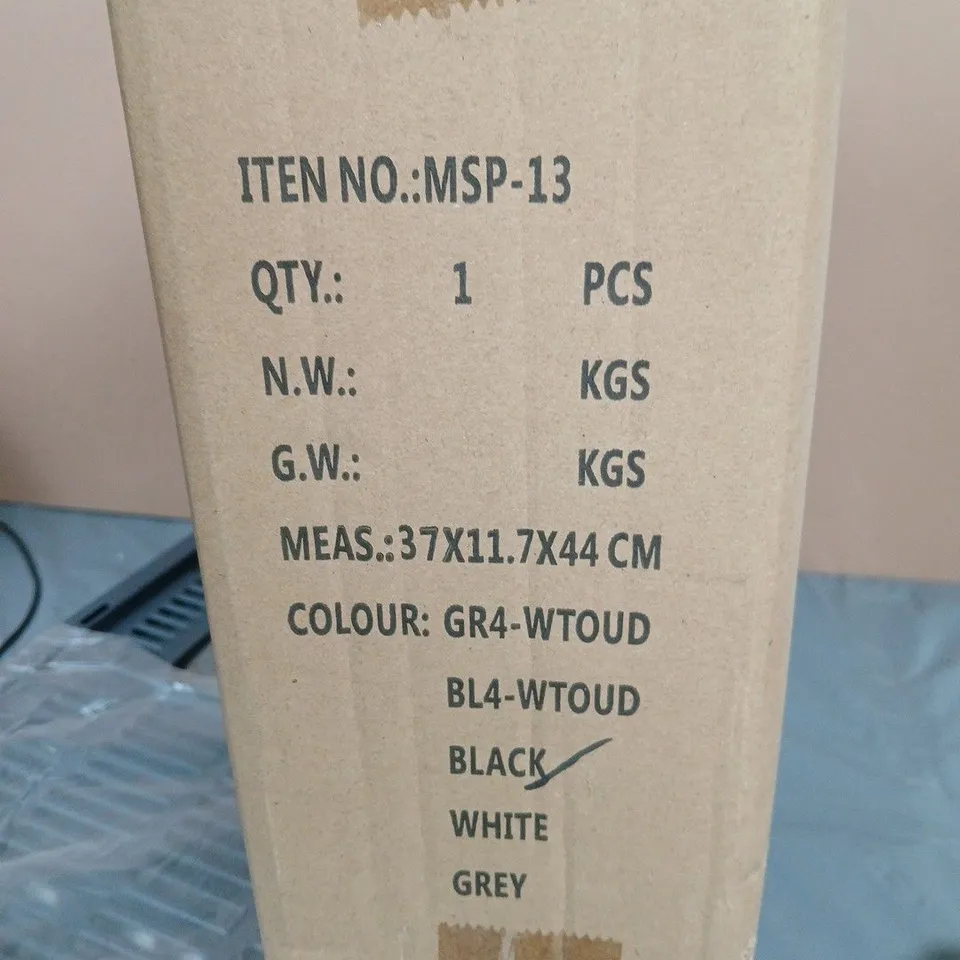 ITEN NO.:MSP-13
QTY.: 1 PCS
N.W.: KGS
G.W.: KGS
MEAS.:37X11.7X44 CM
COLOUR: GR4-WTOUD
BL4-WTOUD
BLACK
WHITE
GREY